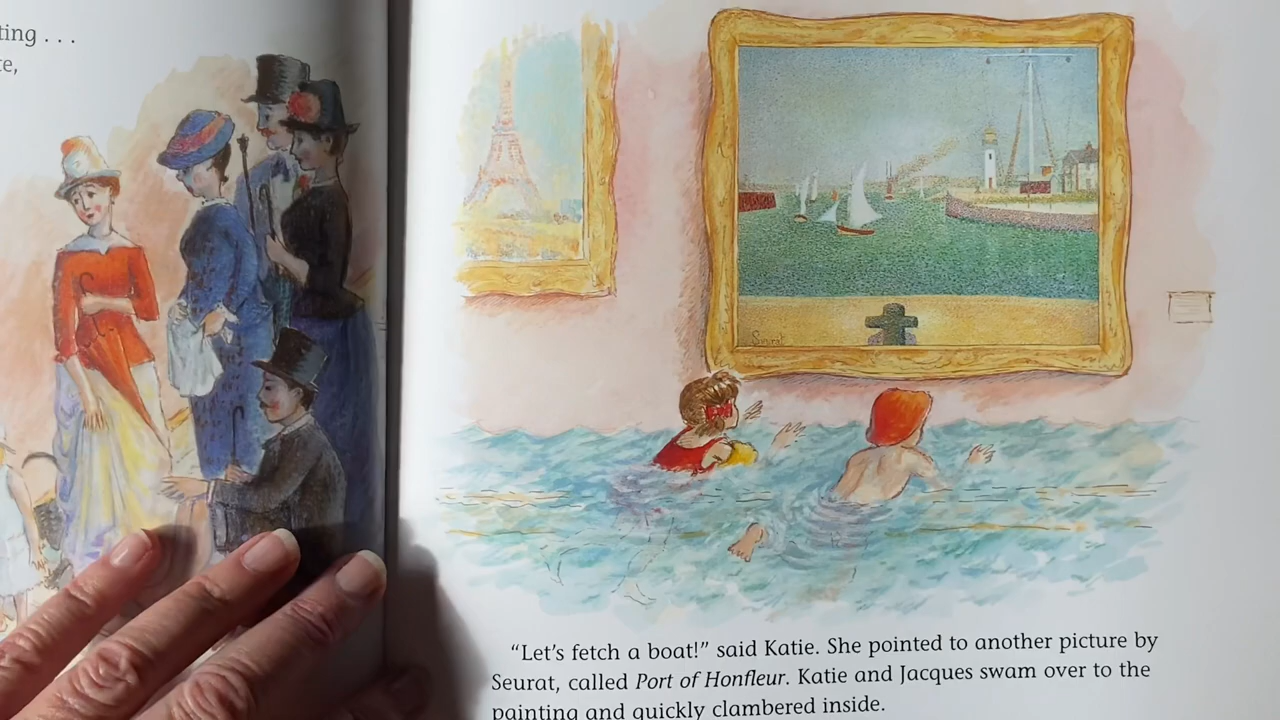 ting . . .
te,
Seurat
“Let’s fetch a boat!” said Katie. She pointed to another picture by
Seurat, called Port of Honfleur. Katie and Jacques swam over to the
painting and quickly clambered inside.